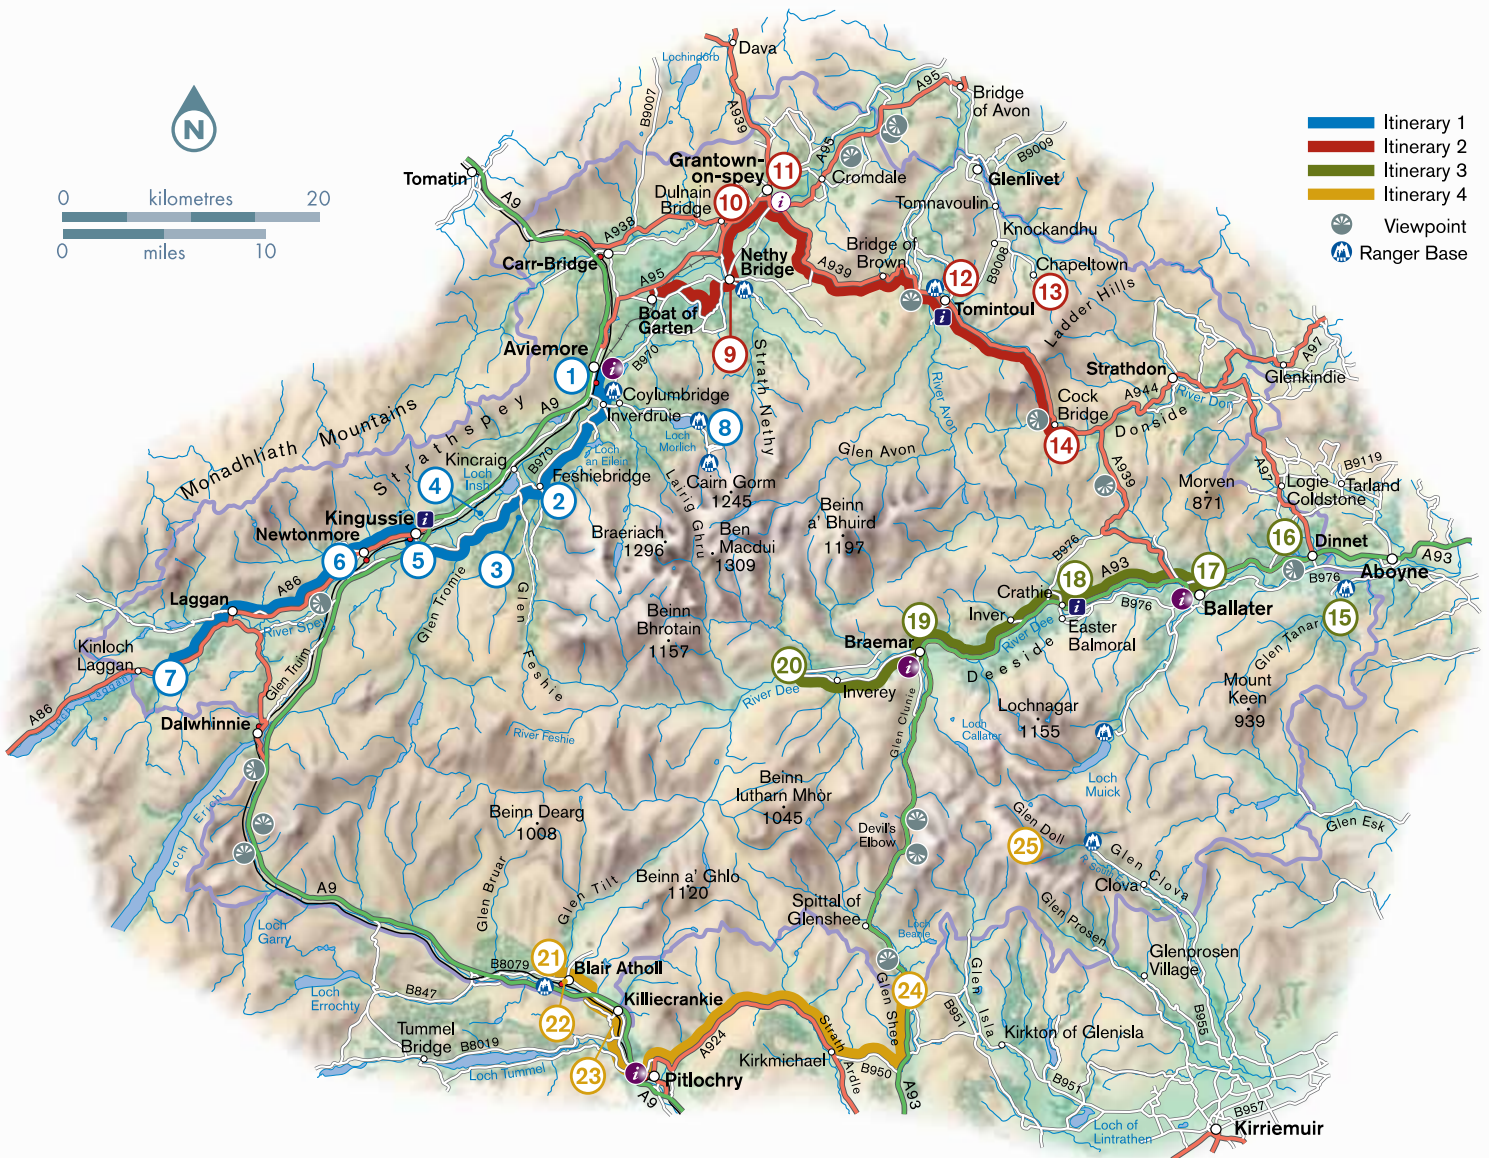 Dava
Lochindorb
A95
Bridge
of Avon
B9007
A939
Itinerary 1
Itinerary 2
Itinerary 3
Itinerary 4
Viewpoint
Ranger Base
N
0 kilometres 20
0 miles 10
Tomatin
A9
Grantown-
on-spey
11
A95
Cromdale
B9009
Glenlivet
Dulnain
Bridge
10
i
Tomnavoulin
A938
Knockandhu
Carr-Bridge
Nethy
Bridge
A939
Bridge of
Brown
B9008
Chapeltown
A95
12
13
Boat of
Garten
Tomintoul
i
Ladder Hills
Aviemore
9
B970
Strath Nethy
1
i
Coylumbridge
Inverdruie
River Avon
Strathdon
A944
River Don
A97
Glenkindie
Monadhliath Mountains
Strathspey
A9
Cock
Bridge
Donside
8
Loch
Morlich
14
Kincraig
Loch
Insh
B970
Loch
an Eilein
Feshiebridge
Glen Avon
A939
A97
B9119
4
2
Lairig Ghru
Cairn Gorm
1245
Morven
871
Logie
Coldstone
Tarland
Kingussie
i
Newtonmore
Braeriach
1296
Ben
Macdui
1309
Beinn
a' Bhuird
1197
B976
16
Dinnet
A93
6
5
3
18
A93
17
B976
Aboyne
A86
Laggan
Glen Tromie
Glen Feshie
Crathie
i
B976
i
Ballater
15
River Spey
Beinn
Bhrotain
1157
19
Inver
River Dee
Easter
Balmoral
Glen Tanar
Kinloch
Laggan
7
Glen Truim
Braemar
i
Deeside
20
Inverey
River Dee
Mount
Keen
939
A86
Loch Laggan
Dalwhinnie
Glen Clunie
Lochnagar
1155
Loch
Callater
River Feshie
Loch
Muick
Beinn
Iutharn Mhòr
1045
Loch Ericht
Beinn Dearg
1008
Devil's
Elbow
Glen Doll
25
Glen Esk
Glen Clova
Clova
Glen Bruar
Glen Tilt
Beinn a' Ghlo
1120
A9
Spittal of
Glenshee
Glen Prosen
Loch
Garry
21
B8079
Blair Atholl
Glenprosen
Village
Loch
Errochty
B847
Killiecrankie
24
Glen Shee
Glen Isla
22
B951
B955
Tummel
Bridge
B8019
Loch Tummel
23
A924
Strath Ardle
Kirkmichael
B950
Kirkton of Glenisla
i
Pitlochry
A9
A93
B951
B957
Loch of
Lintrathen
Kirriemuir